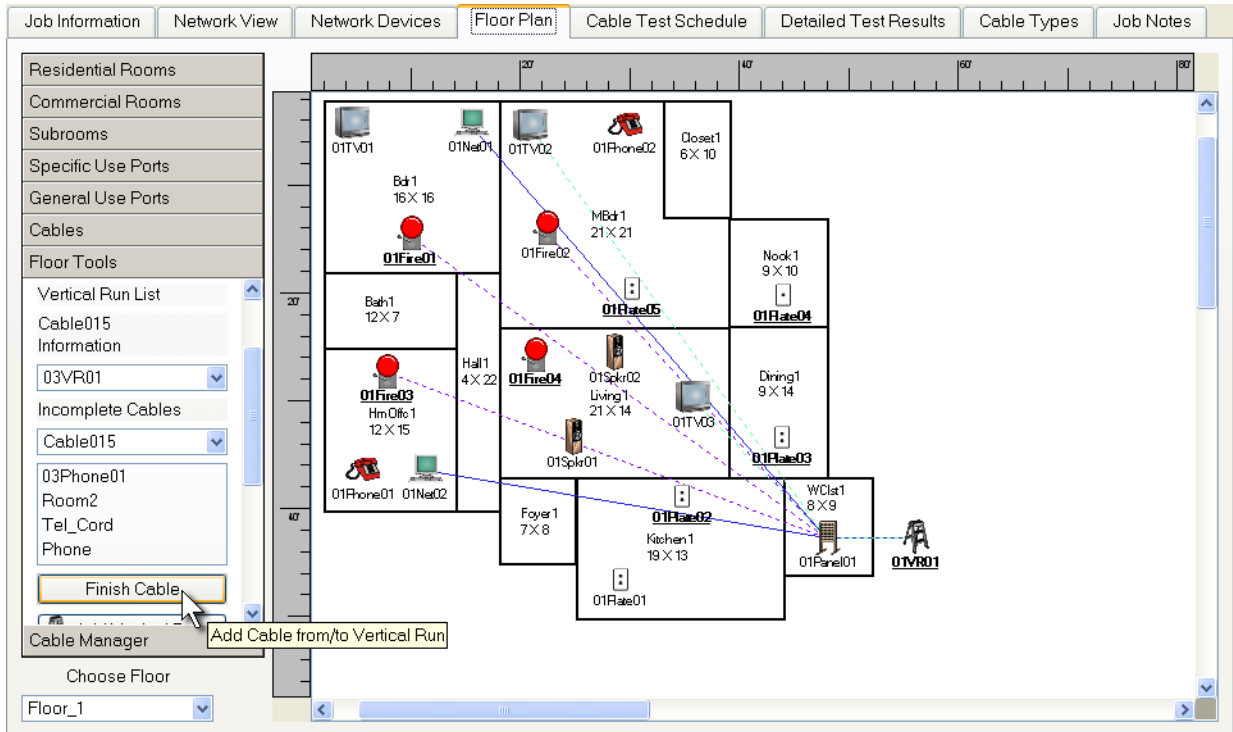 Job Information Network View Network Devices Floor Plan Cable Test Schedule Detailed Test Results Cable Types Job Notes
Residential Rooms
Commercial Rooms
Subrooms
Specific Use Ports
General Use Ports
Cables
Floor Tools
Vertical Run List
Cable015
Information
03VR01
Incomplete Cables
Cable015
03Phone01
Room2
Tel_Cord
Phone
Finish Cable
Add Cable from/to Vertical Run
Cable Manager
Choose Floor
Floor_1
20' 40' 60' 80'
20'
40'
01TV01 01Net01 01TV02 01Phone02
Closet1
6 X 10
Bdr1
16 X 16
MBdr1
21 X 21
01Fire01
01Fire02
Nook1
9 X 10
01Plate05
01Plate04
Bath1
12 X 7
Hall1
4 X 22
01Fire04
01Spkr02
Living1
21 X 14
Dining1
9 X 14
01Fire03
HmOffc1
12 X 15
01TV03
01Spkr01
01Plate03
01Phone01 01Net02
WClst1
8 X 9
Foyer1
7 X 8
01Plate02
Kitchen1
19 X 13
01Panel01
01VR01
01Plate01